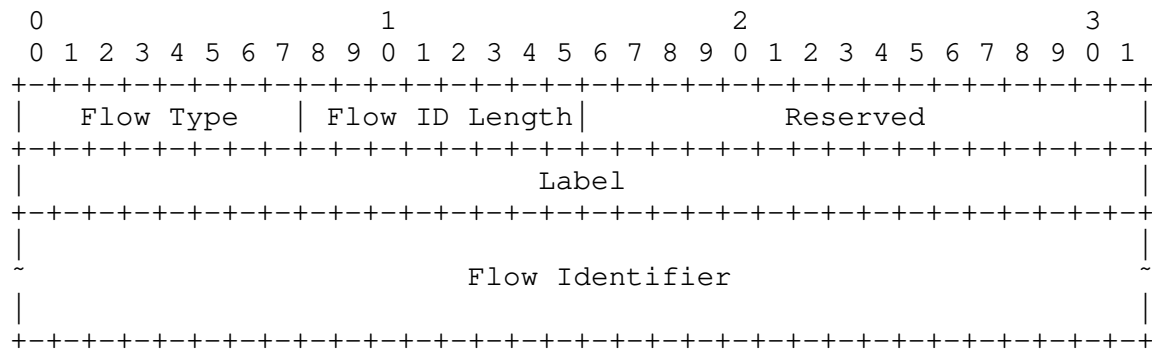 0                   1                   2                   3
 0 1 2 3 4 5 6 7 8 9 0 1 2 3 4 5 6 7 8 9 0 1 2 3 4 5 6 7 8 9 0 1
+-+-+-+-+-+-+-+-+-+-+-+-+-+-+-+-+-+-+-+-+-+-+-+-+-+-+-+-+-+-+-+-+
|   Flow Type   | Flow ID Length|           Reserved            |
+-+-+-+-+-+-+-+-+-+-+-+-+-+-+-+-+-+-+-+-+-+-+-+-+-+-+-+-+-+-+-+-+
|                             Label                             |
+-+-+-+-+-+-+-+-+-+-+-+-+-+-+-+-+-+-+-+-+-+-+-+-+-+-+-+-+-+-+-+-+
|                                                               |
~                         Flow Identifier                       ~
|                                                               |
+-+-+-+-+-+-+-+-+-+-+-+-+-+-+-+-+-+-+-+-+-+-+-+-+-+-+-+-+-+-+-+-+